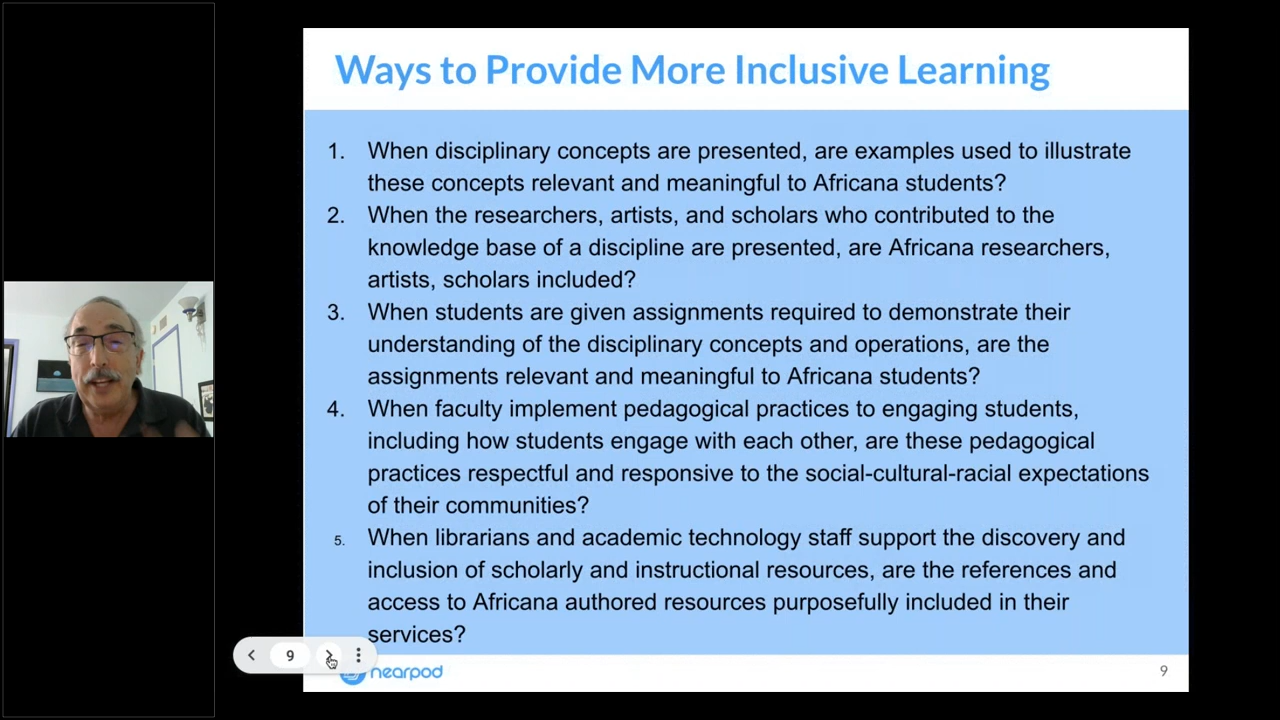 Ways to Provide More Inclusive Learning
1. When disciplinary concepts are presented, are examples used to illustrate
these concepts relevant and meaningful to Africana students?
2. When the researchers, artists, and scholars who contributed to the
knowledge base of a discipline are presented, are Africana researchers,
artists, scholars included?
3. When students are given assignments required to demonstrate their
understanding of the disciplinary concepts and operations, are the
assignments relevant and meaningful to Africana students?
4. When faculty implement pedagogical practices to engaging students,
including how students engage with each other, are these pedagogical
practices respectful and responsive to the social-cultural-racial expectations
of their communities?
5. When librarians and academic technology staff support the discovery and
inclusion of scholarly and instructional resources, are the references and
access to Africana authored resources purposefully included in their
services?
9
nearpod
9